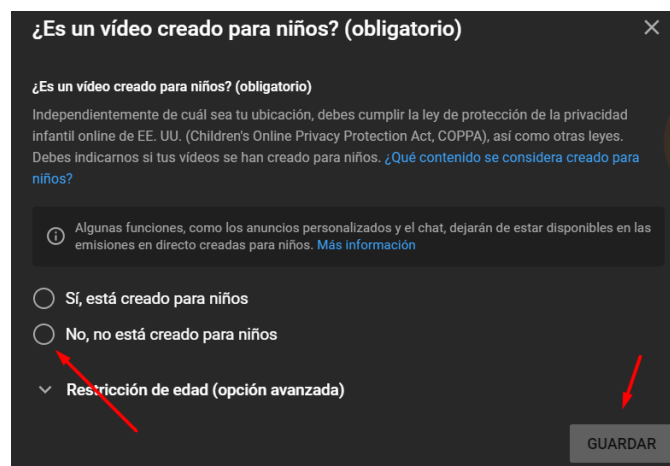 ¿Es un vídeo creado para niños? (obligatorio)
¿Es un vídeo creado para niños? (obligatorio)
Independientemente de cuál sea tu ubicación, debes cumplir la ley de protección de la privacidad
infantil online de EE. UU. (Children's Online Privacy Protection Act, COPPA), así como otras leyes.
Debes indicarnos si tus vídeos se han creado para niños. ¿Qué contenido se considera creado para
niños?
Algunas funciones, como los anuncios personalizados y el chat, dejarán de estar disponibles en las
emisiones en directo creadas para niños. Más información
Sí, está creado para niños
No, no está creado para niños
Restricción de edad (opción avanzada)
GUARDAR